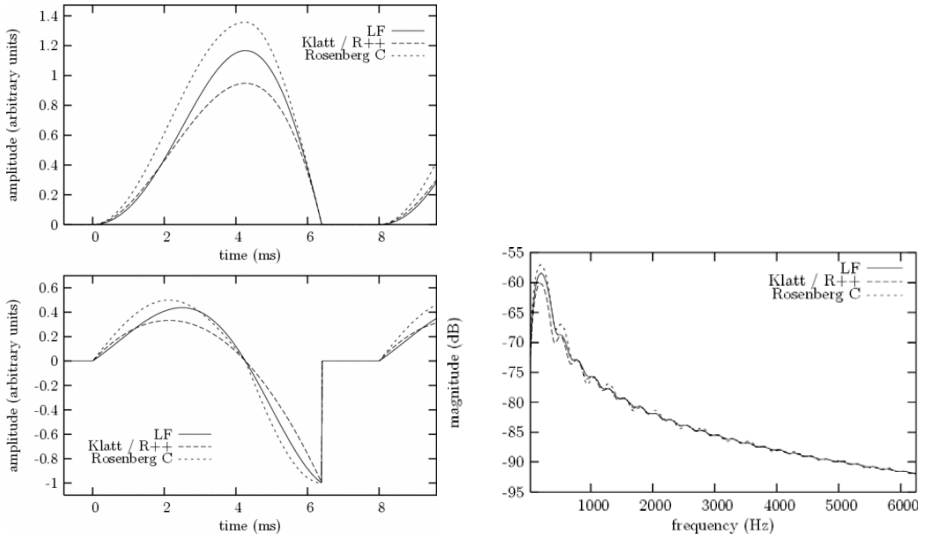 amplitude (arbitrary units)
1.4
1.2
1
0.8
0.6
0.4
0.2
0
LF
Klatt / R++
Rosenberg C
0 2 4 6 8
time (ms)
amplitude (arbitrary units)
0.6
0.4
0.2
0
-0.2
-0.4
-0.6
-0.8
-1
LF
Klatt / R++
Rosenberg C
0 2 4 6 8
time (ms)
magnitude (dB)
-55
-60
-65
-70
-75
-80
-85
-90
-95
LF
Klatt / R++
Rosenberg C
1000 2000 3000 4000 5000 6000
frequency (Hz)